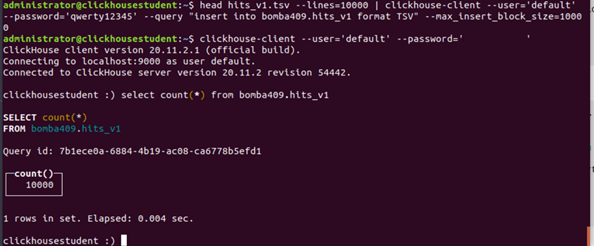 administrator@clickhousestudent:~$ head hits_v1.tsv --lines=10000 | clickhouse-client --user='default'
--password='qwerty12345' --query "insert into bomba409.hits_v1 format TSV" --max_insert_block_size=1000
0
administrator@clickhousestudent:~$ clickhouse-client --user='default' --password=' '
ClickHouse client version 20.11.2.1 (official build).
Connecting to localhost:9000 as user default.
Connected to ClickHouse server version 20.11.2 revision 54442.
clickhousestudent :) select count(*) from bomba409.hits_v1
SELECT count(*)
FROM bomba409.hits_v1
Query id: 7b1ece0a-6884-4b19-ac08-ca6778b5efd1
count()
10000
1 rows in set. Elapsed: 0.004 sec.
clickhousestudent :)